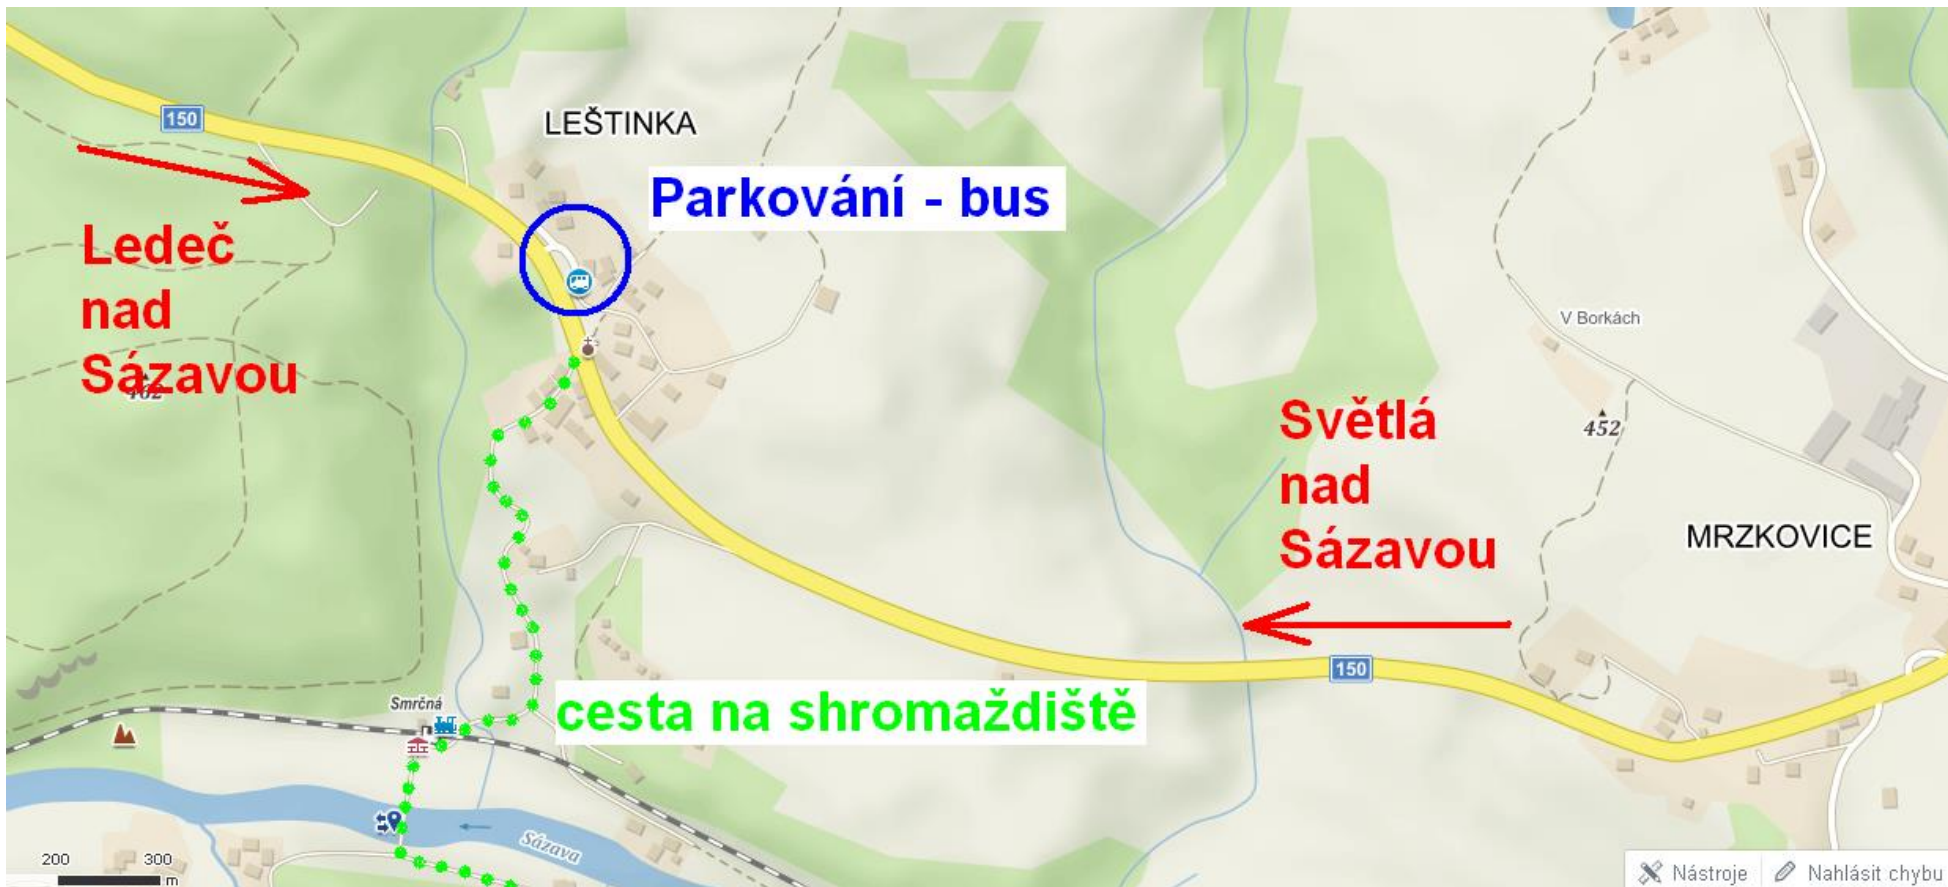 150
LEŠTINKA
Parkování - bus
Ledeč
nad
Sázavou
462
V Borkách
Světlá
nad
Sázavou
452
MRZKOVICE
150
Smrčná
cesta na shromaždiště
Sázava
200 300
m
Nástroje Nahlásit chybu